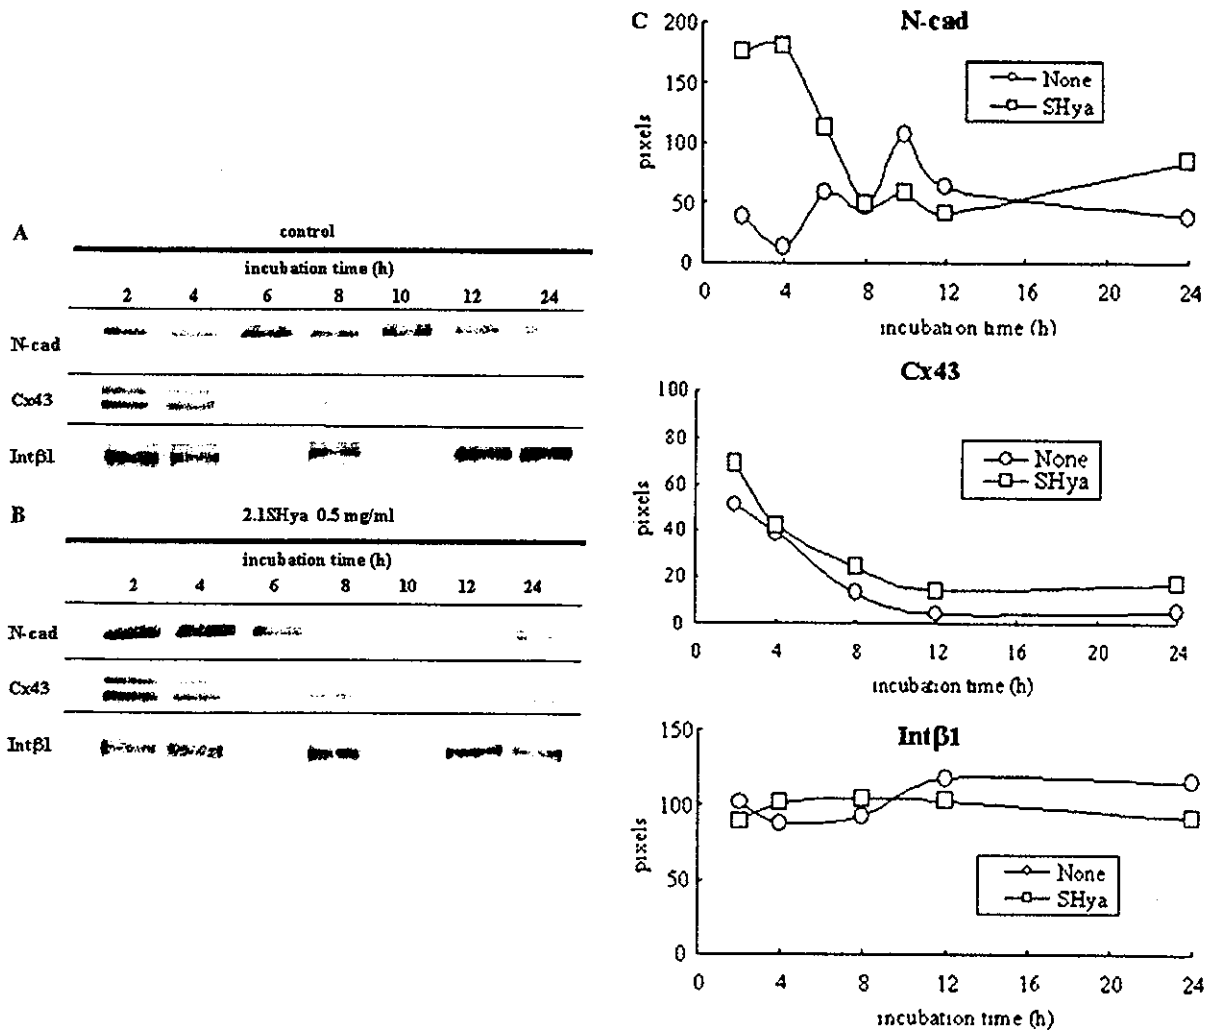 A
control
incubation time (h)
2 4 6 8 10 12 24
N-cad
Cx43
Intβ1
B
2.1SHya 0.5 mg/ml
incubation time (h)
2 4 6 8 10 12 24
N-cad
Cx43
Intβ1
C
N-cad
200
150
100
50
0
pixels
None
SHya
0 4 8 12 16 20 24
incubation time (h)
Cx43
100
80
60
40
20
0
pixels
None
SHya
0 4 8 12 16 20 24
incubation time (h)
Intβ1
150
100
50
0
pixels
None
SHya
0 4 8 12 16 20 24
incubation time (h)